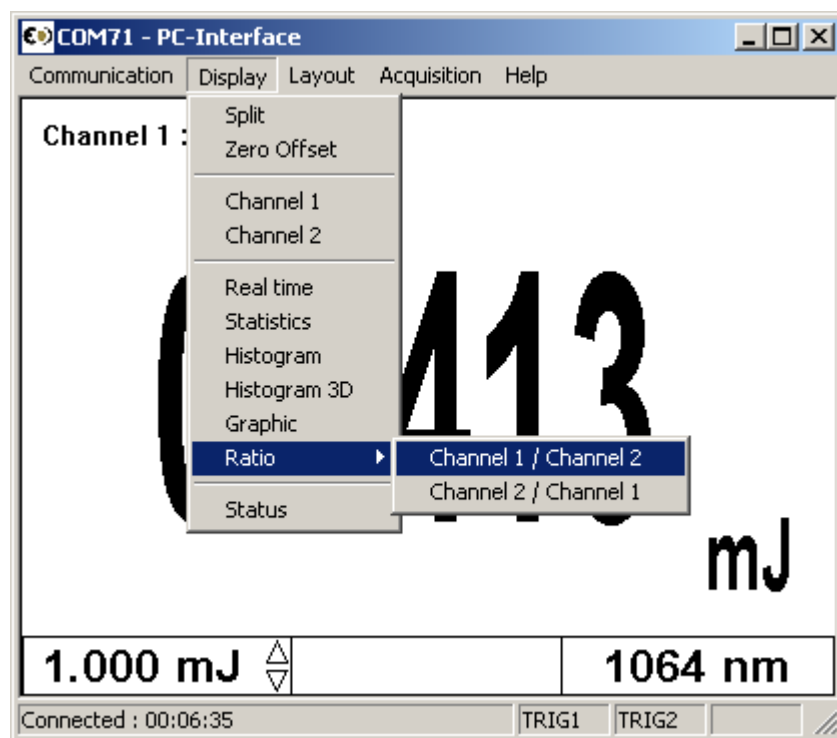 COM71 - PC-Interface
Communication Display Layout Acquisition Help
Channel 1 :
Split
Zero Offset
Channel 1
Channel 2
Real time
Statistics
Histogram
Histogram 3D
Graphic
Ratio
Status
Channel 1 / Channel 2
Channel 2 / Channel 1
413
mJ
1.000 mJ
1064 nm
Connected : 00:06:35 TRIG1 TRIG2